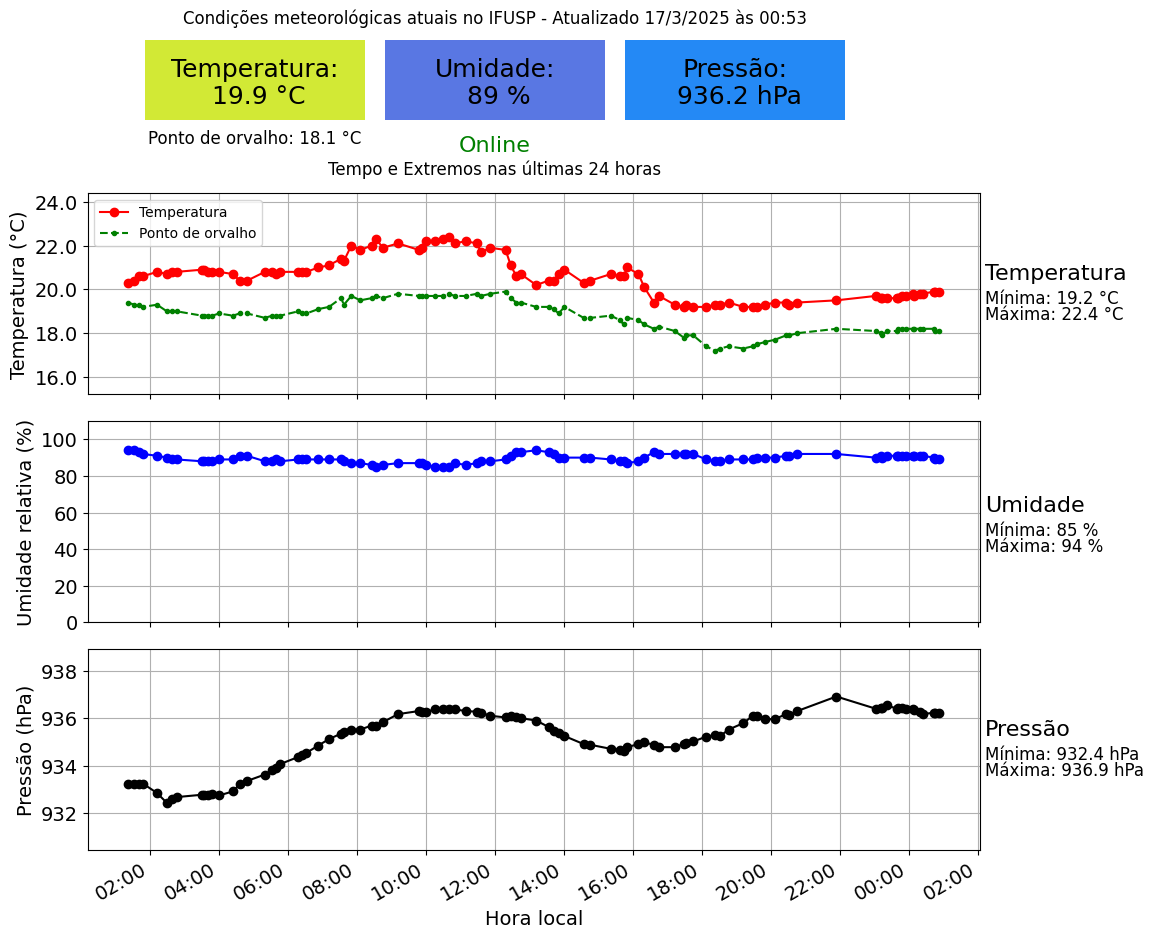 Condições meteorológicas atuais no IFUSP - Atualizado 17/3/2025 às 00:53
Temperatura:
19.9 °C
Umidade:
89 %
Pressão:
936.2 hPa
Ponto de orvalho: 18.1 °C
Online
Tempo e Extremos nas últimas 24 horas
Temperatura (°C)
24.0
22.0
20.0
18.0
16.0
Temperatura
Ponto de orvalho
Temperatura
Mínima: 19.2 °C
Máxima: 22.4 °C
Umidade relativa (%)
100
80
60
40
20
0
Umidade
Mínima: 85 %
Máxima: 94 %
Pressão (hPa)
938
936
934
932
Pressão
Mínima: 932.4 hPa
Máxima: 936.9 hPa
02:00 04:00 06:00 08:00 10:00 12:00 14:00 16:00 18:00 20:00 22:00 00:00 02:00
Hora local